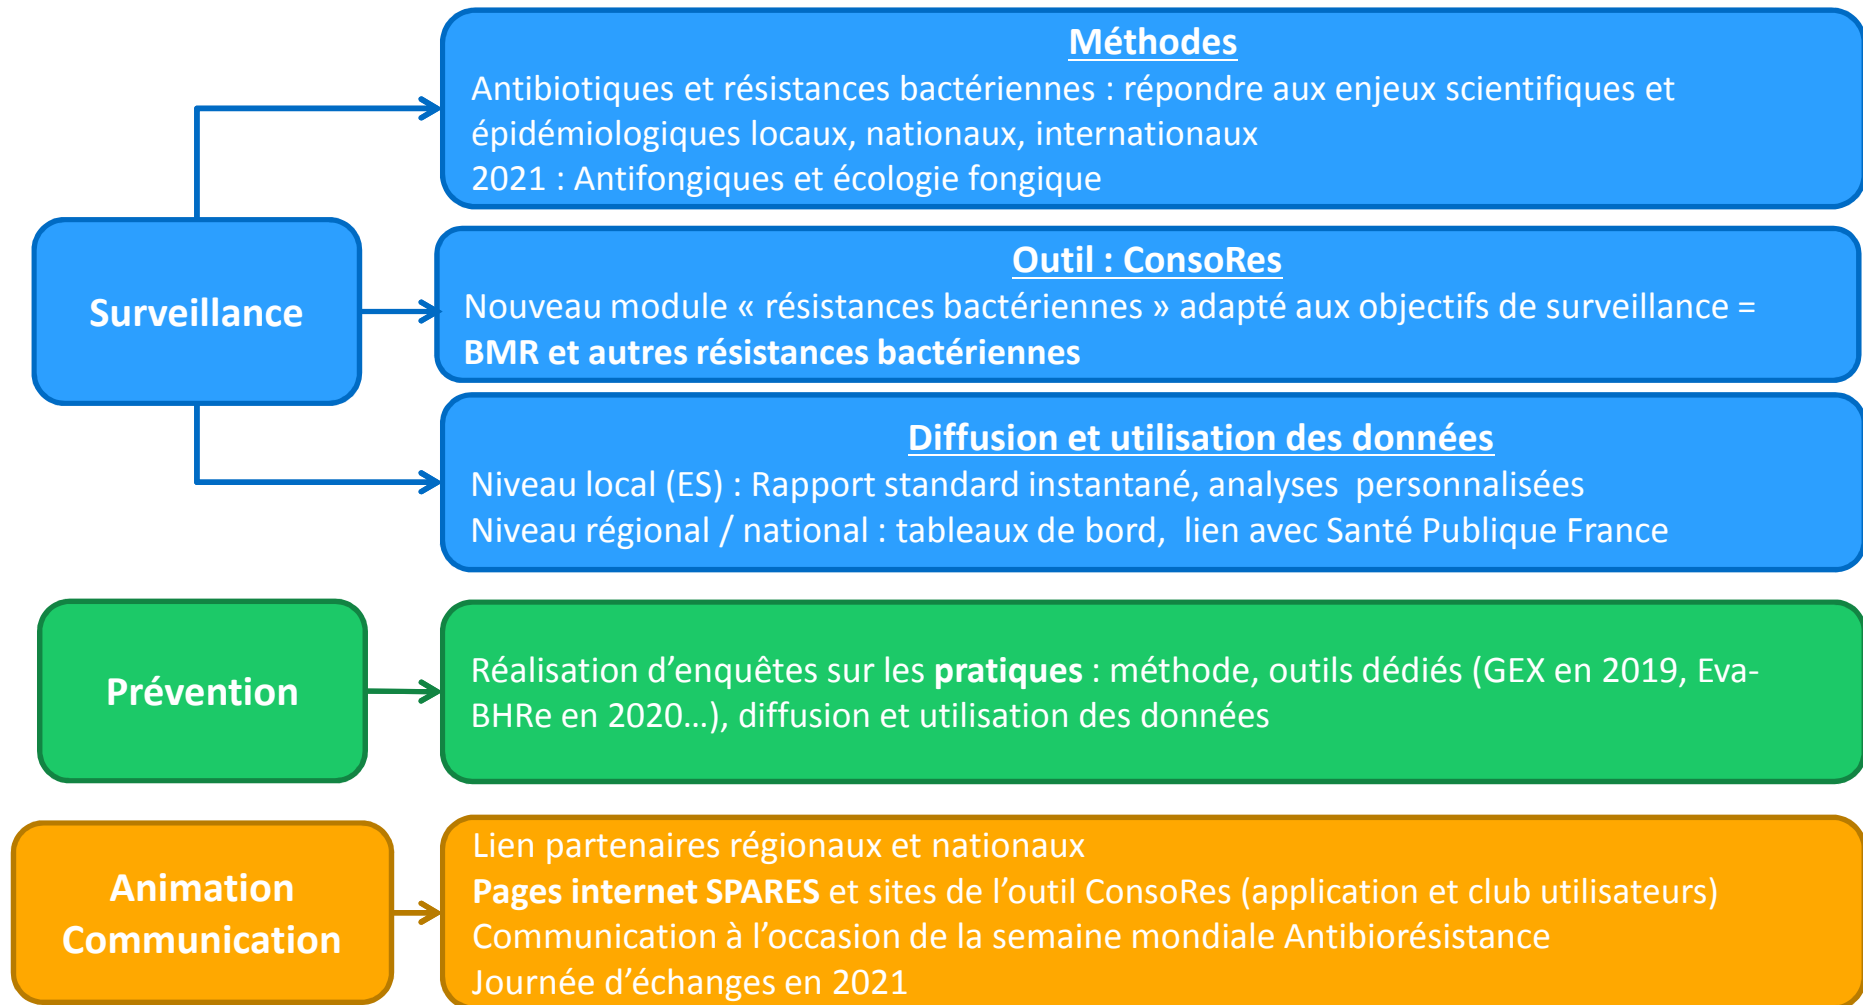 Méthodes
Antibiotiques et résistances bactériennes : répondre aux enjeux scientifiques et
épidémiologiques locaux, nationaux, internationaux
2021 : Antifongiques et écologie fongique
Surveillance
Outil : ConsoRes
Nouveau module « résistances bactériennes » adapté aux objectifs de surveillance =
BMR et autres résistances bactériennes
Diffusion et utilisation des données
Niveau local (ES) : Rapport standard instantané, analyses  personnalisées
Niveau régional / national : tableaux de bord,  lien avec Santé Publique France
Prévention
Réalisation d’enquêtes sur les pratiques : méthode, outils dédiés (GEX en 2019, Eva-
BHRe en 2020…), diffusion et utilisation des données
Animation
Communication
Lien partenaires régionaux et nationaux
Pages internet SPARES et sites de l’outil ConsoRes (application et club utilisateurs)
Communication à l’occasion de la semaine mondiale Antibiorésistance
Journée d’échanges en 2021